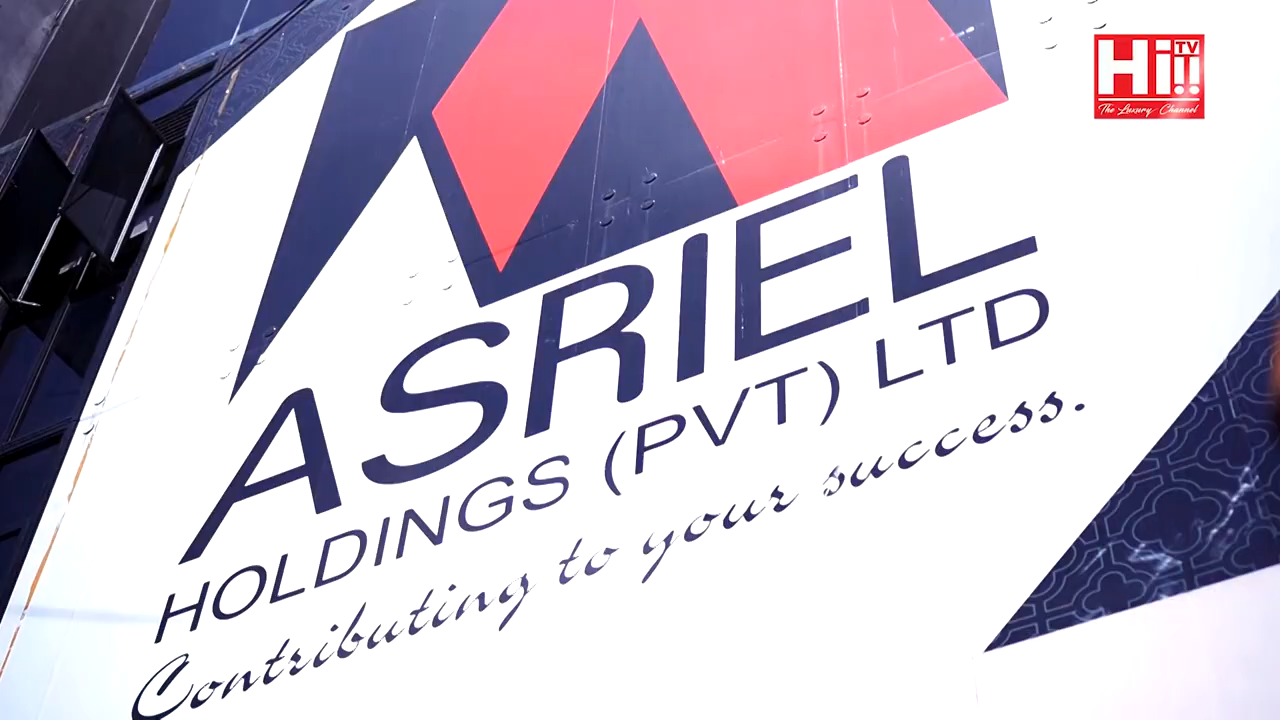 Hi!! TV
The Luxury Channel
ASRIEL
HOLDINGS (PVT) LTD
Contributing to your success.